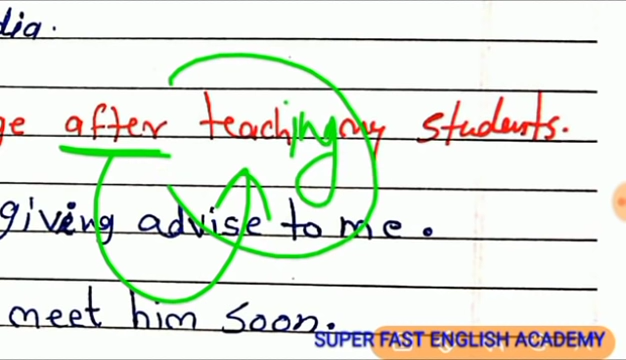 dia.
ge after teaching my students.
giving advise to me.
meet him soon.
SUPER FAST ENGLISH ACADEMY